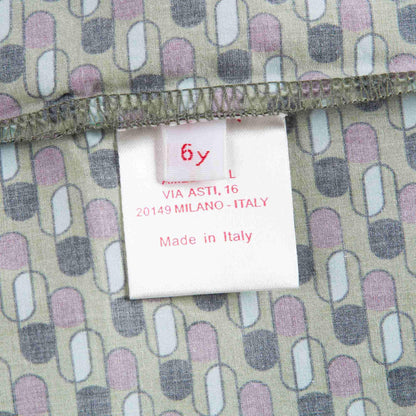 6y
VIA ASTI, 16
20149 MILANO - ITALY
Made in Italy